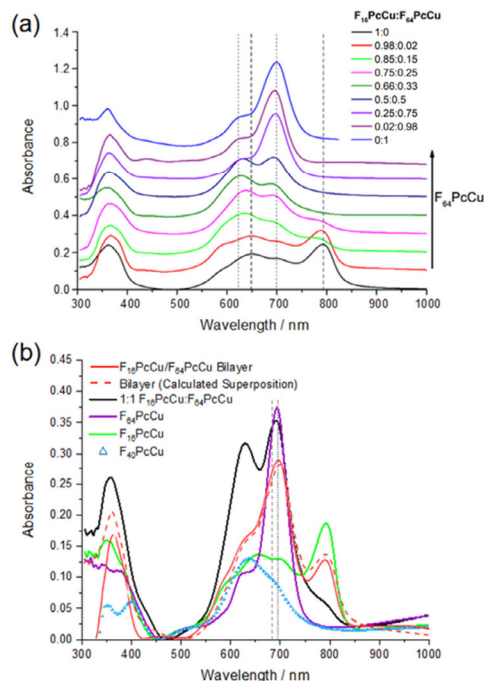 (a)
F16PcCu:F64PcCu
1:0
0.98:0.02
0.85:0.15
0.75:0.25
0.66:0.33
0.5:0.5
0.25:0.75
0.02:0.98
0:1
F64PcCu
1.4
1.2
1.0
0.8
0.6
0.4
0.2
0.0
Absorbance
300 400 500 600 700 800 900 1000
Wavelength / nm
(b)
F16PcCu/F64PcCu Bilayer
Bilayer (Calculated Superposition)
1:1 F16PcCu:F64PcCu
F64PcCu
F16PcCu
F40PcCu
0.45
0.40
0.35
0.30
0.25
0.20
0.15
0.10
0.05
0.00
Absorbance
300 400 500 600 700 800 900 1000
Wavelength / nm